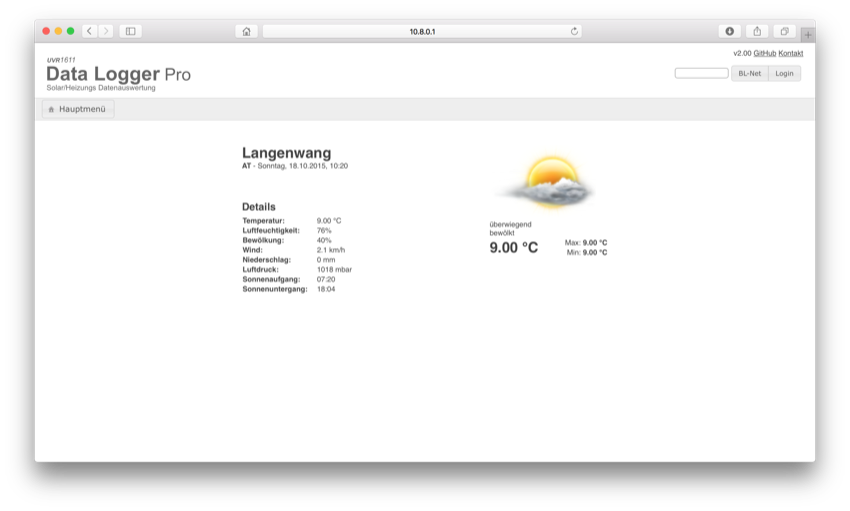 10.8.0.1
v2.00 GitHub Kontakt
UVR1611
Data Logger Pro
Solar/Heizungs Datenauswertung
BL-Net Login
Hauptmenü
Langenwang
AT - Sonntag, 18.10.2015, 10:20
Details
Temperatur: 9.00 °C
Luftfeuchtigkeit: 76%
Bewölkung: 40%
Wind: 2.1 km/h
Niederschlag: 0 mm
Luftdruck: 1018 mbar
Sonnenaufgang: 07:20
Sonnenuntergang: 18:04
überwiegend
bewölkt
9.00 °C
Max: 9.00 °C
Min: 9.00 °C